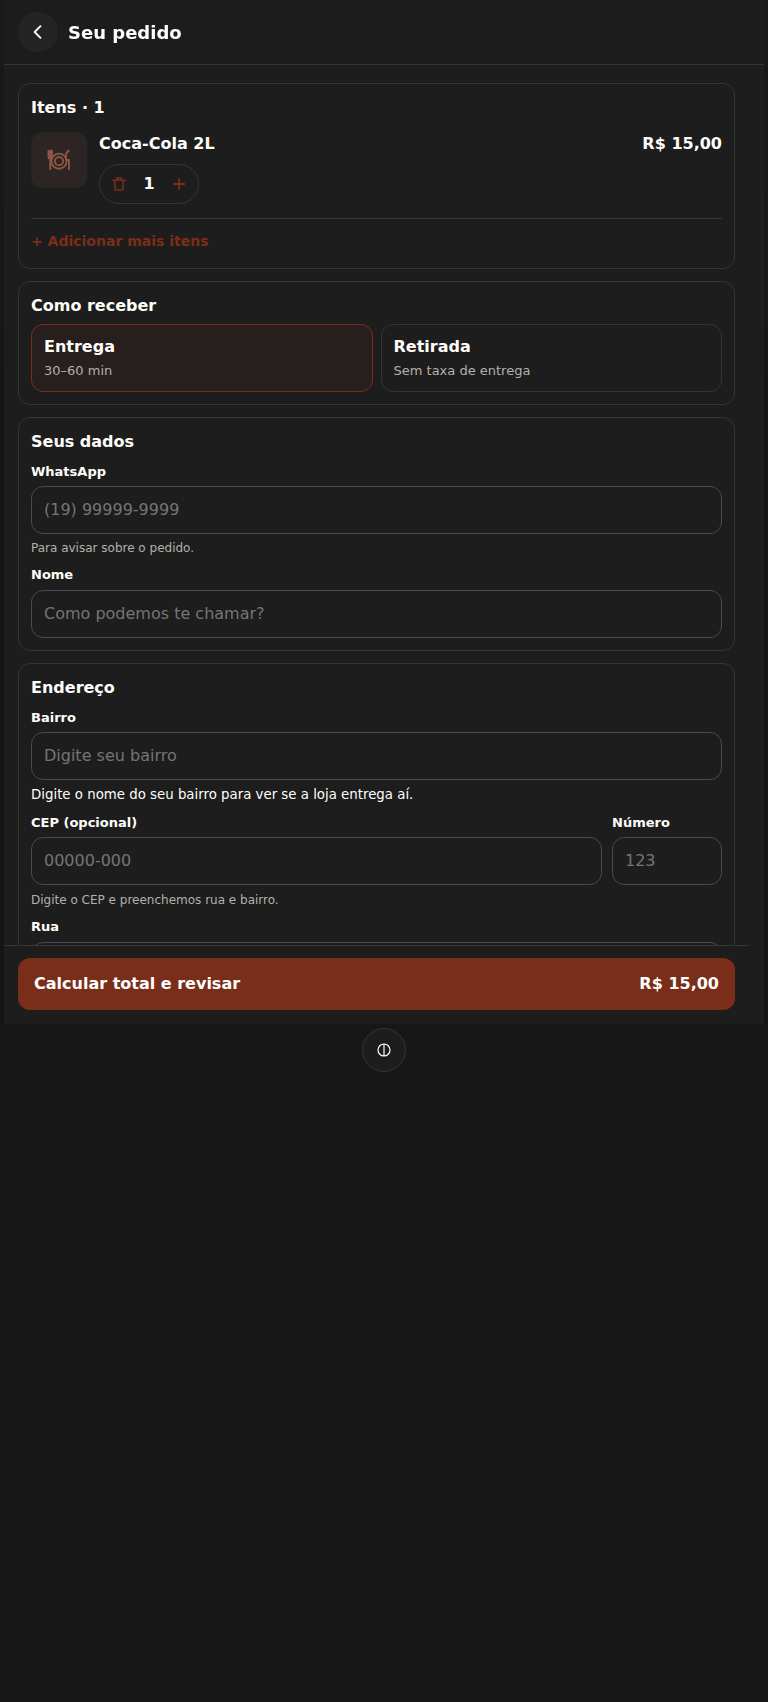 Seu pedido
Itens · 1
Coca-Cola 2L R$ 15,00
1 +
+ Adicionar mais itens
Como receber
Entrega Retirada
30–60 min Sem taxa de entrega
Seus dados
WhatsApp
(19) 99999-9999
Para avisar sobre o pedido.
Nome
Como podemos te chamar?
Endereço
Bairro
Digite seu bairro
Digite o nome do seu bairro para ver se a loja entrega aí.
CEP (opcional) Número
00000-000 123
Digite o CEP e preenchemos rua e bairro.
Rua
Calcular total e revisar R$ 15,00